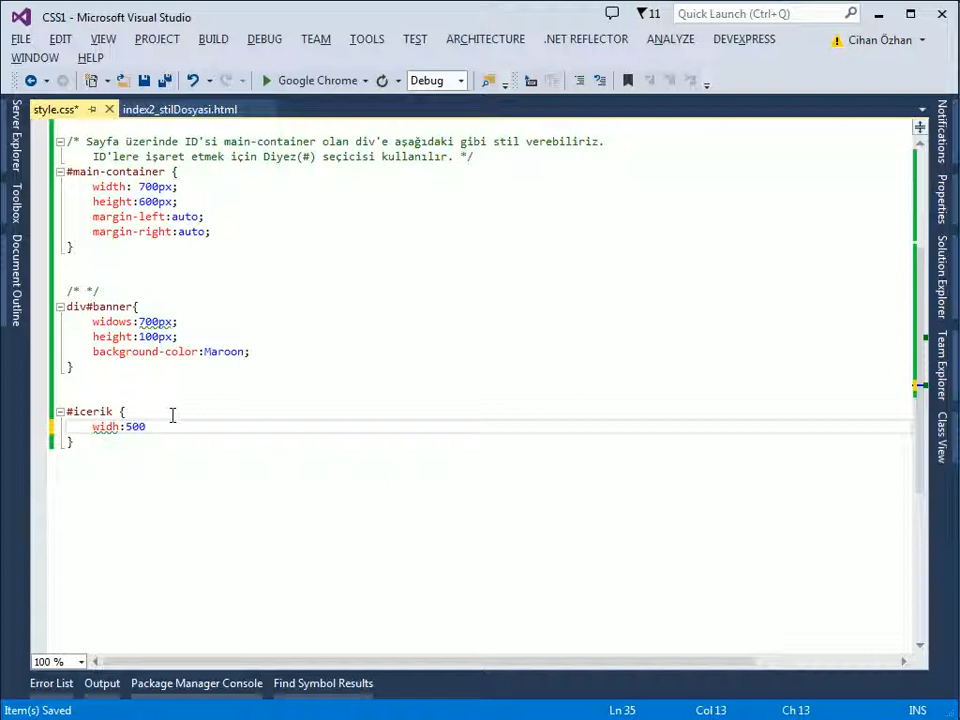 CSS1 - Microsoft Visual Studio
11
Quick Launch (Ctrl+Q)
FILE EDIT VIEW PROJECT BUILD DEBUG TEAM TOOLS TEST ARCHITECTURE .NET REFLECTOR ANALYZE DEVEXPRESS
Cihan Özhan
WINDOW HELP
Google Chrome
Debug
style.css*
index2_stilDosyasi.html
Server Explorer
Toolbox
Document Outline
/* Sayfa üzerinde ID'si main-container olan div'e aşağıdaki gibi stil verebiliriz.
ID'lere işaret etmek için Diyez(#) seçicisi kullanılır. */
#main-container {
width: 700px;
height:600px;
margin-left:auto;
margin-right:auto;
}
/* */
div#banner{
widows:700px;
height:100px;
background-color:Maroon;
}
#icerik {
widh:500
}
Notifications
Properties
Solution Explorer
Team Explorer
Class View
100 %
Error List Output Package Manager Console Find Symbol Results
Item(s) Saved
Ln 35 Col 13 Ch 13 INS